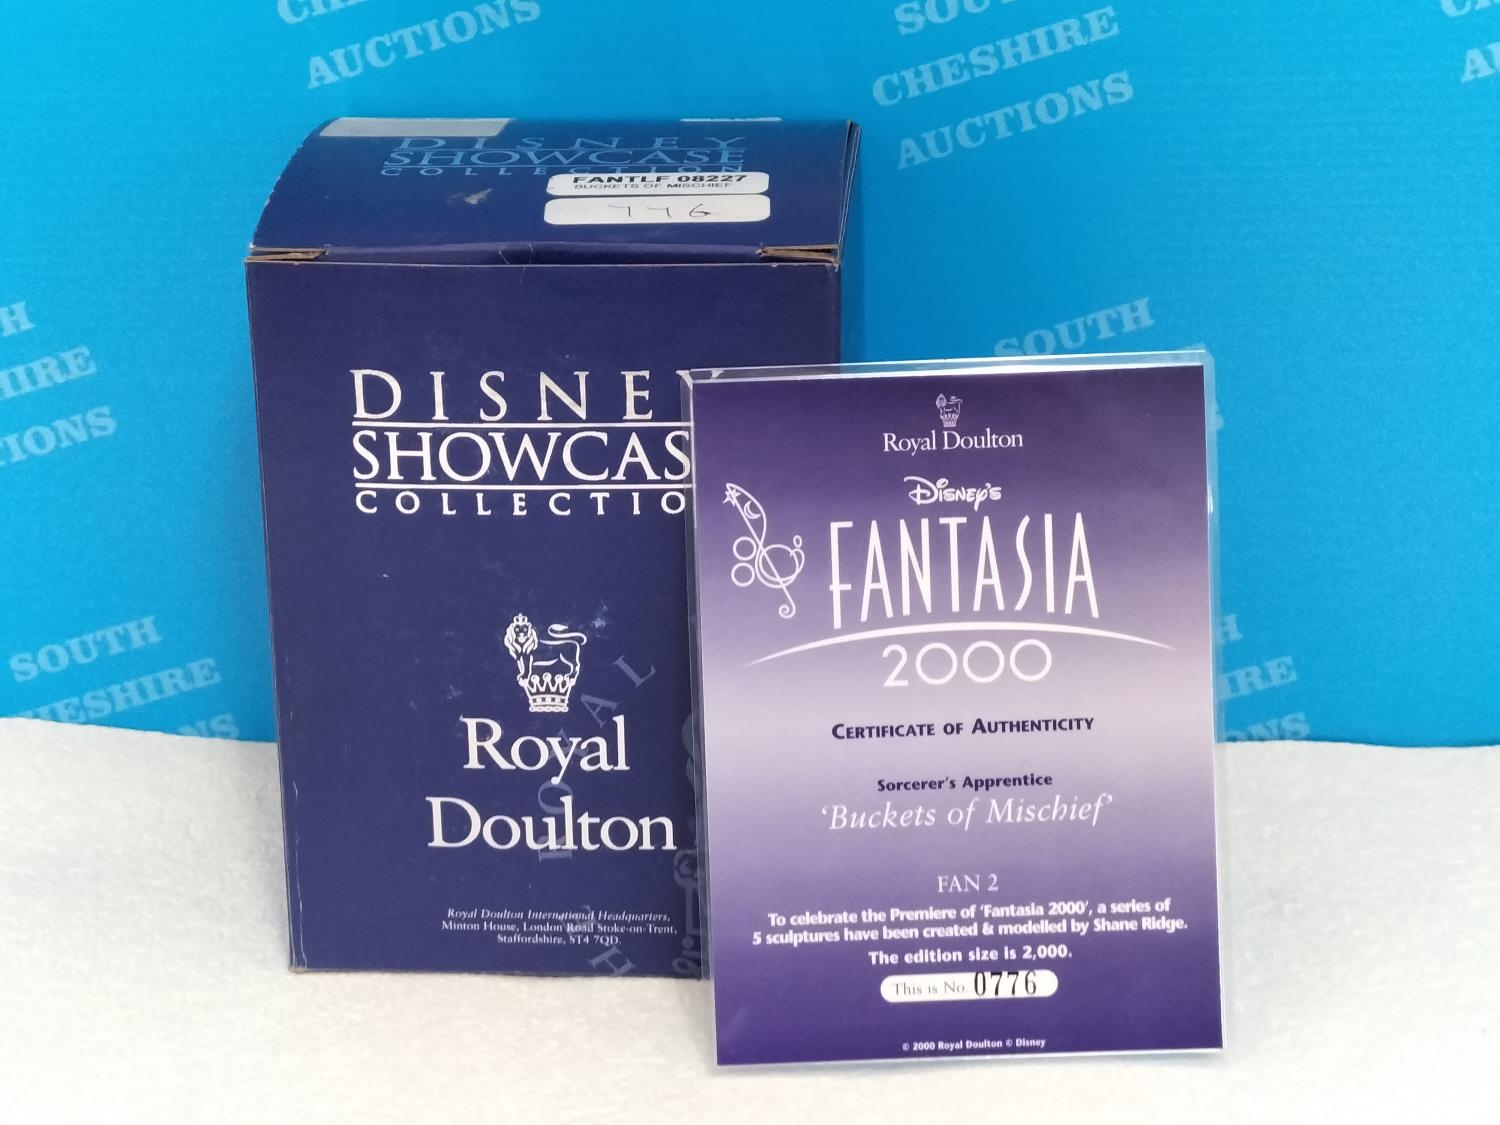 DISNEY
SHOWCASE
COLLECTION
FANTLF 08227
BUCKETS OF MISCHIEF
776
DISNEY
SHOWCAS
COLLECTIO
Royal
Doulton
Royal Doulton International Headquarters,
Minton House, London Road Stoke-on-Trent,
Staffordshire, ST4 7QD.
Royal Doulton
Disney's
FANTASIA
2000
CERTIFICATE OF AUTHENTICITY
Sorcerer's Apprentice
'Buckets of Mischief'
FAN 2
To celebrate the Premiere of 'Fantasia 2000', a series of
5 sculptures have been created & modelled by Shane Ridge.
The edition size is 2,000.
This is No. 0776
© 2000 Royal Doulton © Disney
AUCTIONS
SOUTH
CHESHIRE
AUCTIONS
SOUTH
SOUTH
CHESHIRE
AUCTIONS